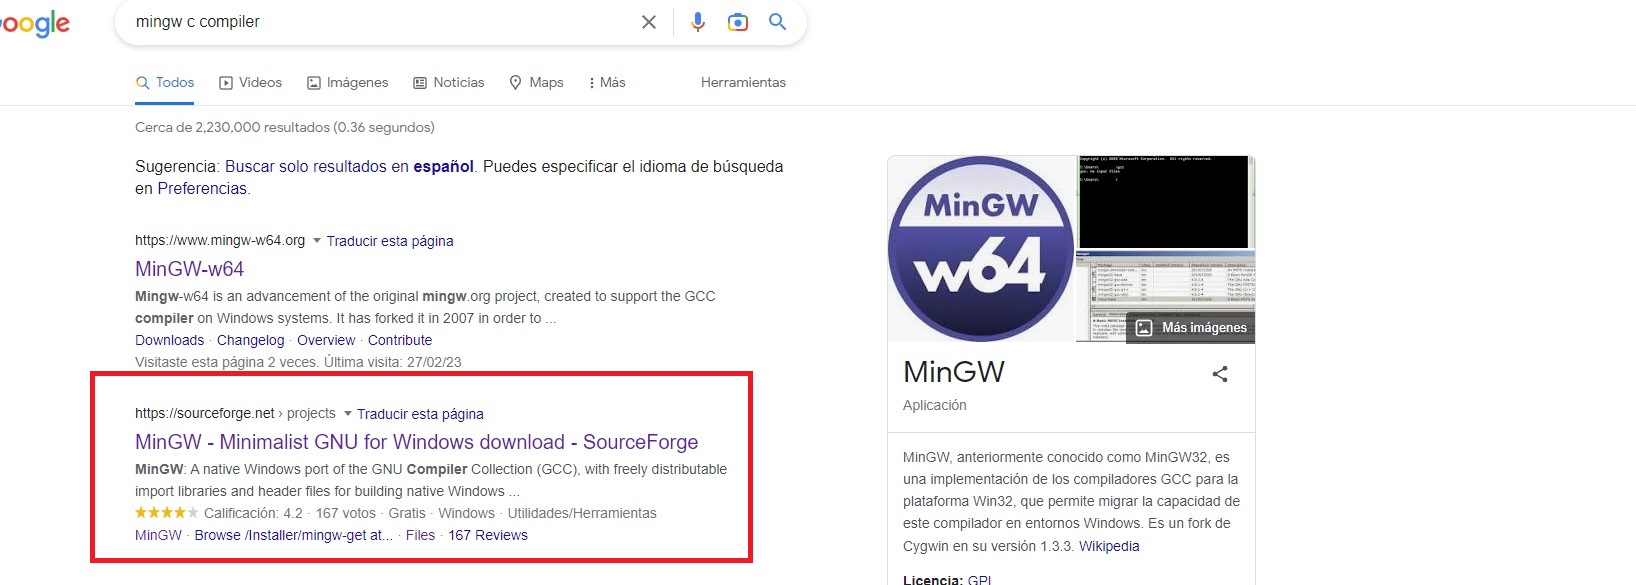 oogle
mingw c compiler
Todos Videos Imágenes Noticias Maps Más Herramientas
Cerca de 2,230,000 resultados (0.36 segundos)
Sugerencia: Buscar solo resultados en español. Puedes especificar el idioma de búsqueda
en Preferencias.
https://www.mingw-w64.org Traducir esta página
MinGW-w64
Mingw-w64 is an advancement of the original mingw.org project, created to support the GCC
compiler on Windows systems. It has forked it in 2007 in order to ...
Downloads · Changelog · Overview · Contribute
Visitaste esta página 2 veces. Última visita: 27/02/23
https://sourceforge.net › projects Traducir esta página
MinGW - Minimalist GNU for Windows download - SourceForge
MinGW: A native Windows port of the GNU Compiler Collection (GCC), with freely distributable
import libraries and header files for building native Windows ...
Calificación: 4.2 · 167 votos · Gratis · Windows · Utilidades/Herramientas
MinGW · Browse /Installer/mingw-get at... · Files · 167 Reviews
MinGW
w64
Más imágenes
MinGW
Aplicación
MinGW, anteriormente conocido como MinGW32, es
una implementación de los compiladores GCC para la
plataforma Win32, que permite migrar la capacidad de
este compilador en entornos Windows. Es un fork de
Cygwin en su versión 1.3.3. Wikipedia
Licencia: GPL